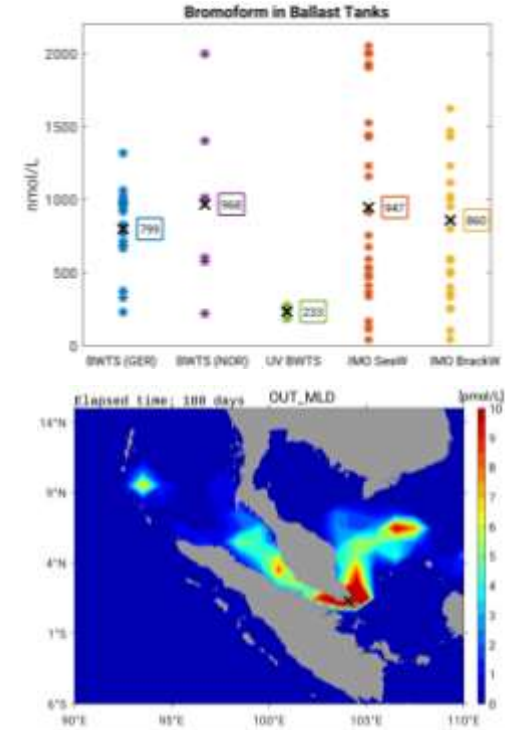 Bromoform in Ballast Tanks
nmol/L
2000
1500
1000
500
0
799
968
233
947
860
BWTS (GER) BWTS (NOR) UV BWTS IMO SeaW IMO BrackW
Elapsed time: 180 days OUT_MLD [pmol/L]
14°N
9°N
4°N
1°S
6°S
90°E 95°E 100°E 105°E 110°E
10
9
8
7
6
5
4
3
2
1
0